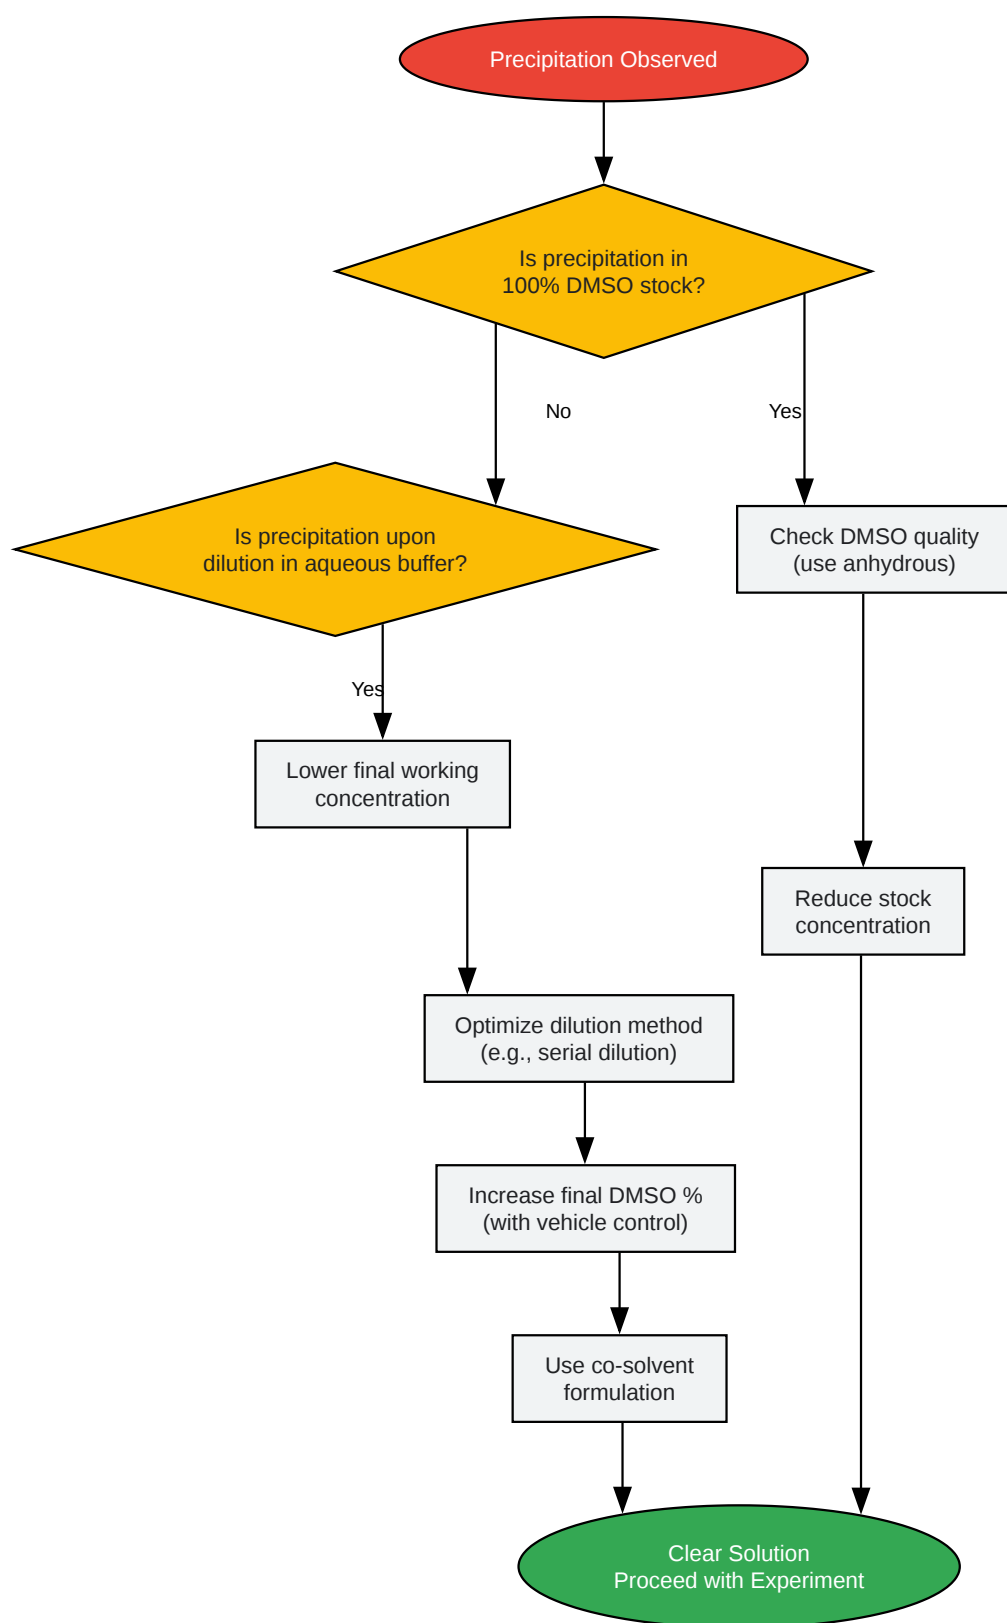 Precipitation Observed
Is precipitation in
100% DMSO stock?
No
Yes
Is precipitation upon
dilution in aqueous buffer?
Check DMSO quality
(use anhydrous)
Yes
Lower final working
concentration
Reduce stock
concentration
Optimize dilution method
(e.g., serial dilution)
Increase final DMSO %
(with vehicle control)
Use co-solvent
formulation
Clear Solution
Proceed with Experiment